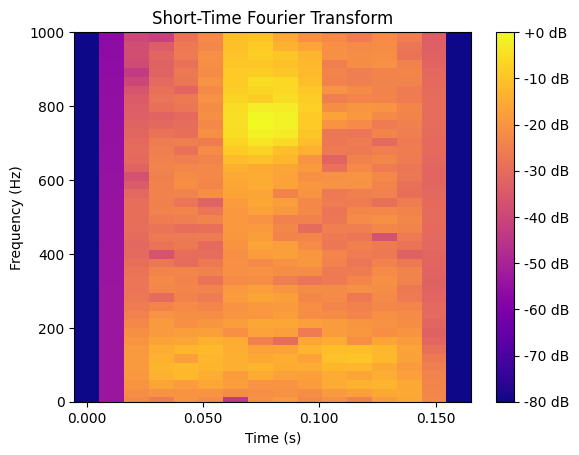 Short-Time Fourier Transform
1000
800
600
400
200
0
Frequency (Hz)
0.000
0.050
0.100
0.150
Time (s)
+0 dB
-10 dB
-20 dB
-30 dB
-40 dB
-50 dB
-60 dB
-70 dB
-80 dB